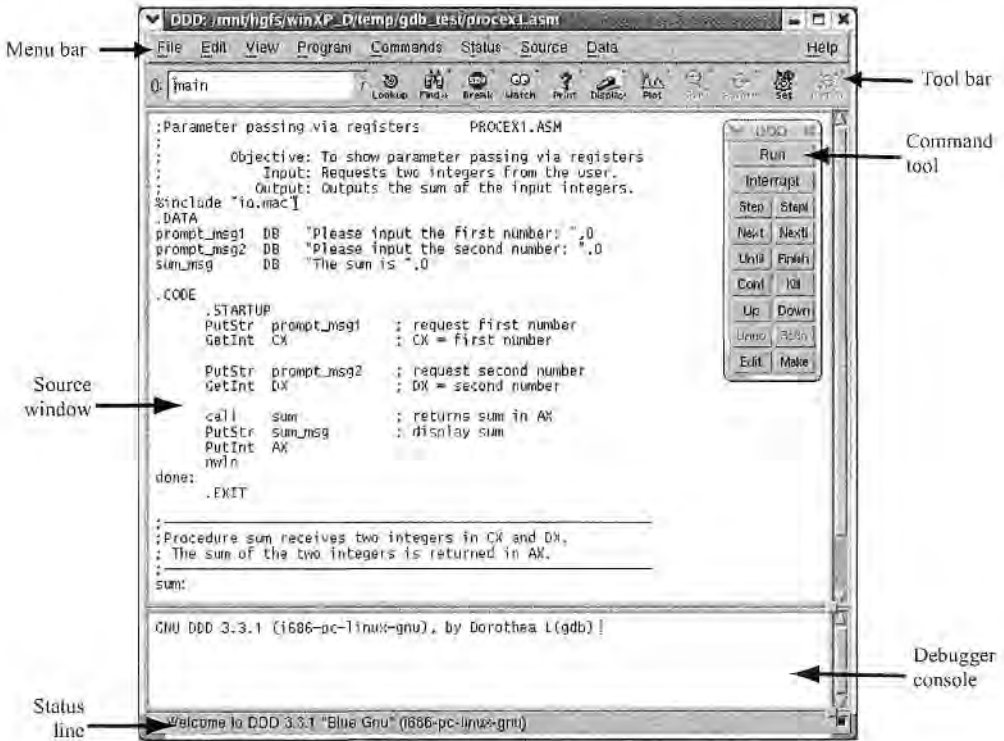 DDD: /mnt/hgfs/winXP_D/temp/gdb_test/procex1.asm
Menu bar
File Edit View Program Commands Status Source Data Help
0: main
Lookup Find Break Watch Print Display Plot Set
Tool bar
;Parameter passing via registers PROCEX1.ASM
;
; Objective: To show parameter passing via registers
; Input: Requests two integers from the user.
; Output: Outputs the sum of the input integers.
%include "io.mac"
.DATA
prompt_msg1 DB "Please input the first number: ",0
prompt_msg2 DB "Please input the second number: ",0
sum_msg DB "The sum is ",0
.CODE
.STARTUP
PutStr prompt_msg1 ; request first number
GetInt CX ; CX = first number
PutStr prompt_msg2 ; request second number
GetInt DX ; DX = second number
call sum ; returns sum in AX
PutStr sum_msg ; display sum
PutInt AX
nwln
done:
.EXIT
;
;Procedure sum receives two integers in CX and DX.
; The sum of the two integers is returned in AX.
;
sum:
DDD
Run
Interrupt
Step Stepi
Next Nexti
Until Finish
Cont Kill
Up Down
Undo Redo
Edit Make
Command
tool
Source
window
GNU DDD 3.3.1 (i686-pc-linux-gnu), by Dorothea L(gdb)
Debugger
console
Status
line
Welcome to DDD 3.3.1 "Blue Gnu" (i686-pc-linux-gnu)